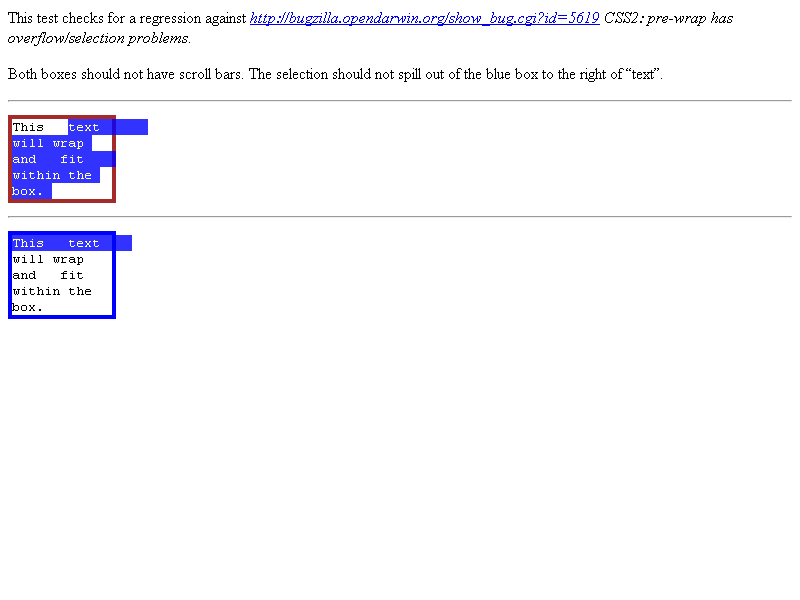 This test checks for a regression against http://bugzilla.opendarwin.org/show_bug.cgi?id=5619 CSS2: pre-wrap has
overflow/selection problems.
Both boxes should not have scroll bars. The selection should not spill out of the blue box to the right of “text”.
This   text
will wrap
and   fit
within the
box.
This   text
will wrap
and   fit
within the
box.